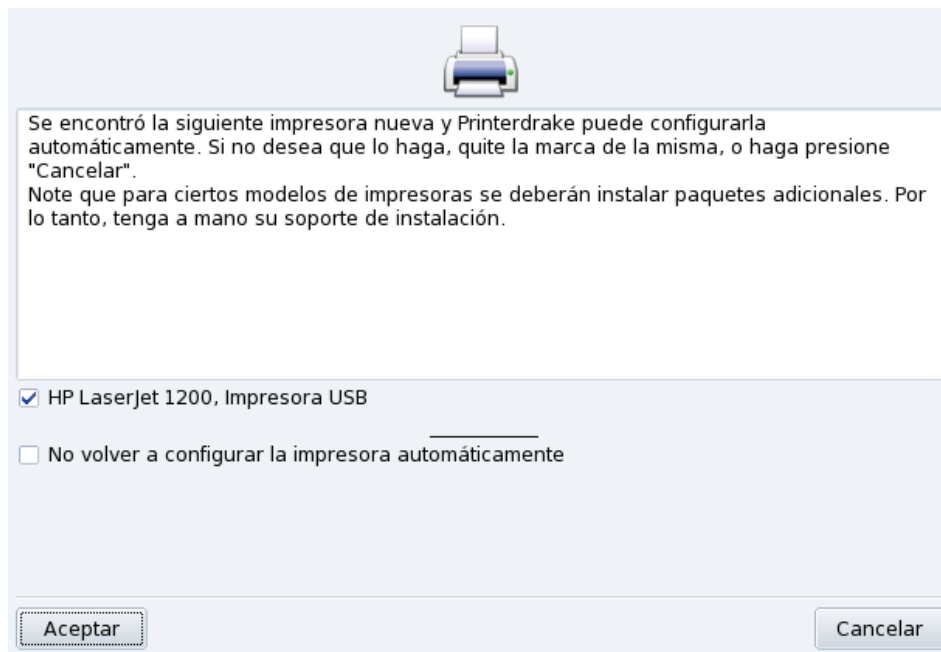 Se encontró la siguiente impresora nueva y Printerdrake puede configurarla
automáticamente. Si no desea que lo haga, quite la marca de la misma, o haga presione
"Cancelar".
Note que para ciertos modelos de impresoras se deberán instalar paquetes adicionales. Por
lo tanto, tenga a mano su soporte de instalación.
HP LaserJet 1200, Impresora USB
No volver a configurar la impresora automáticamente
Aceptar
Cancelar